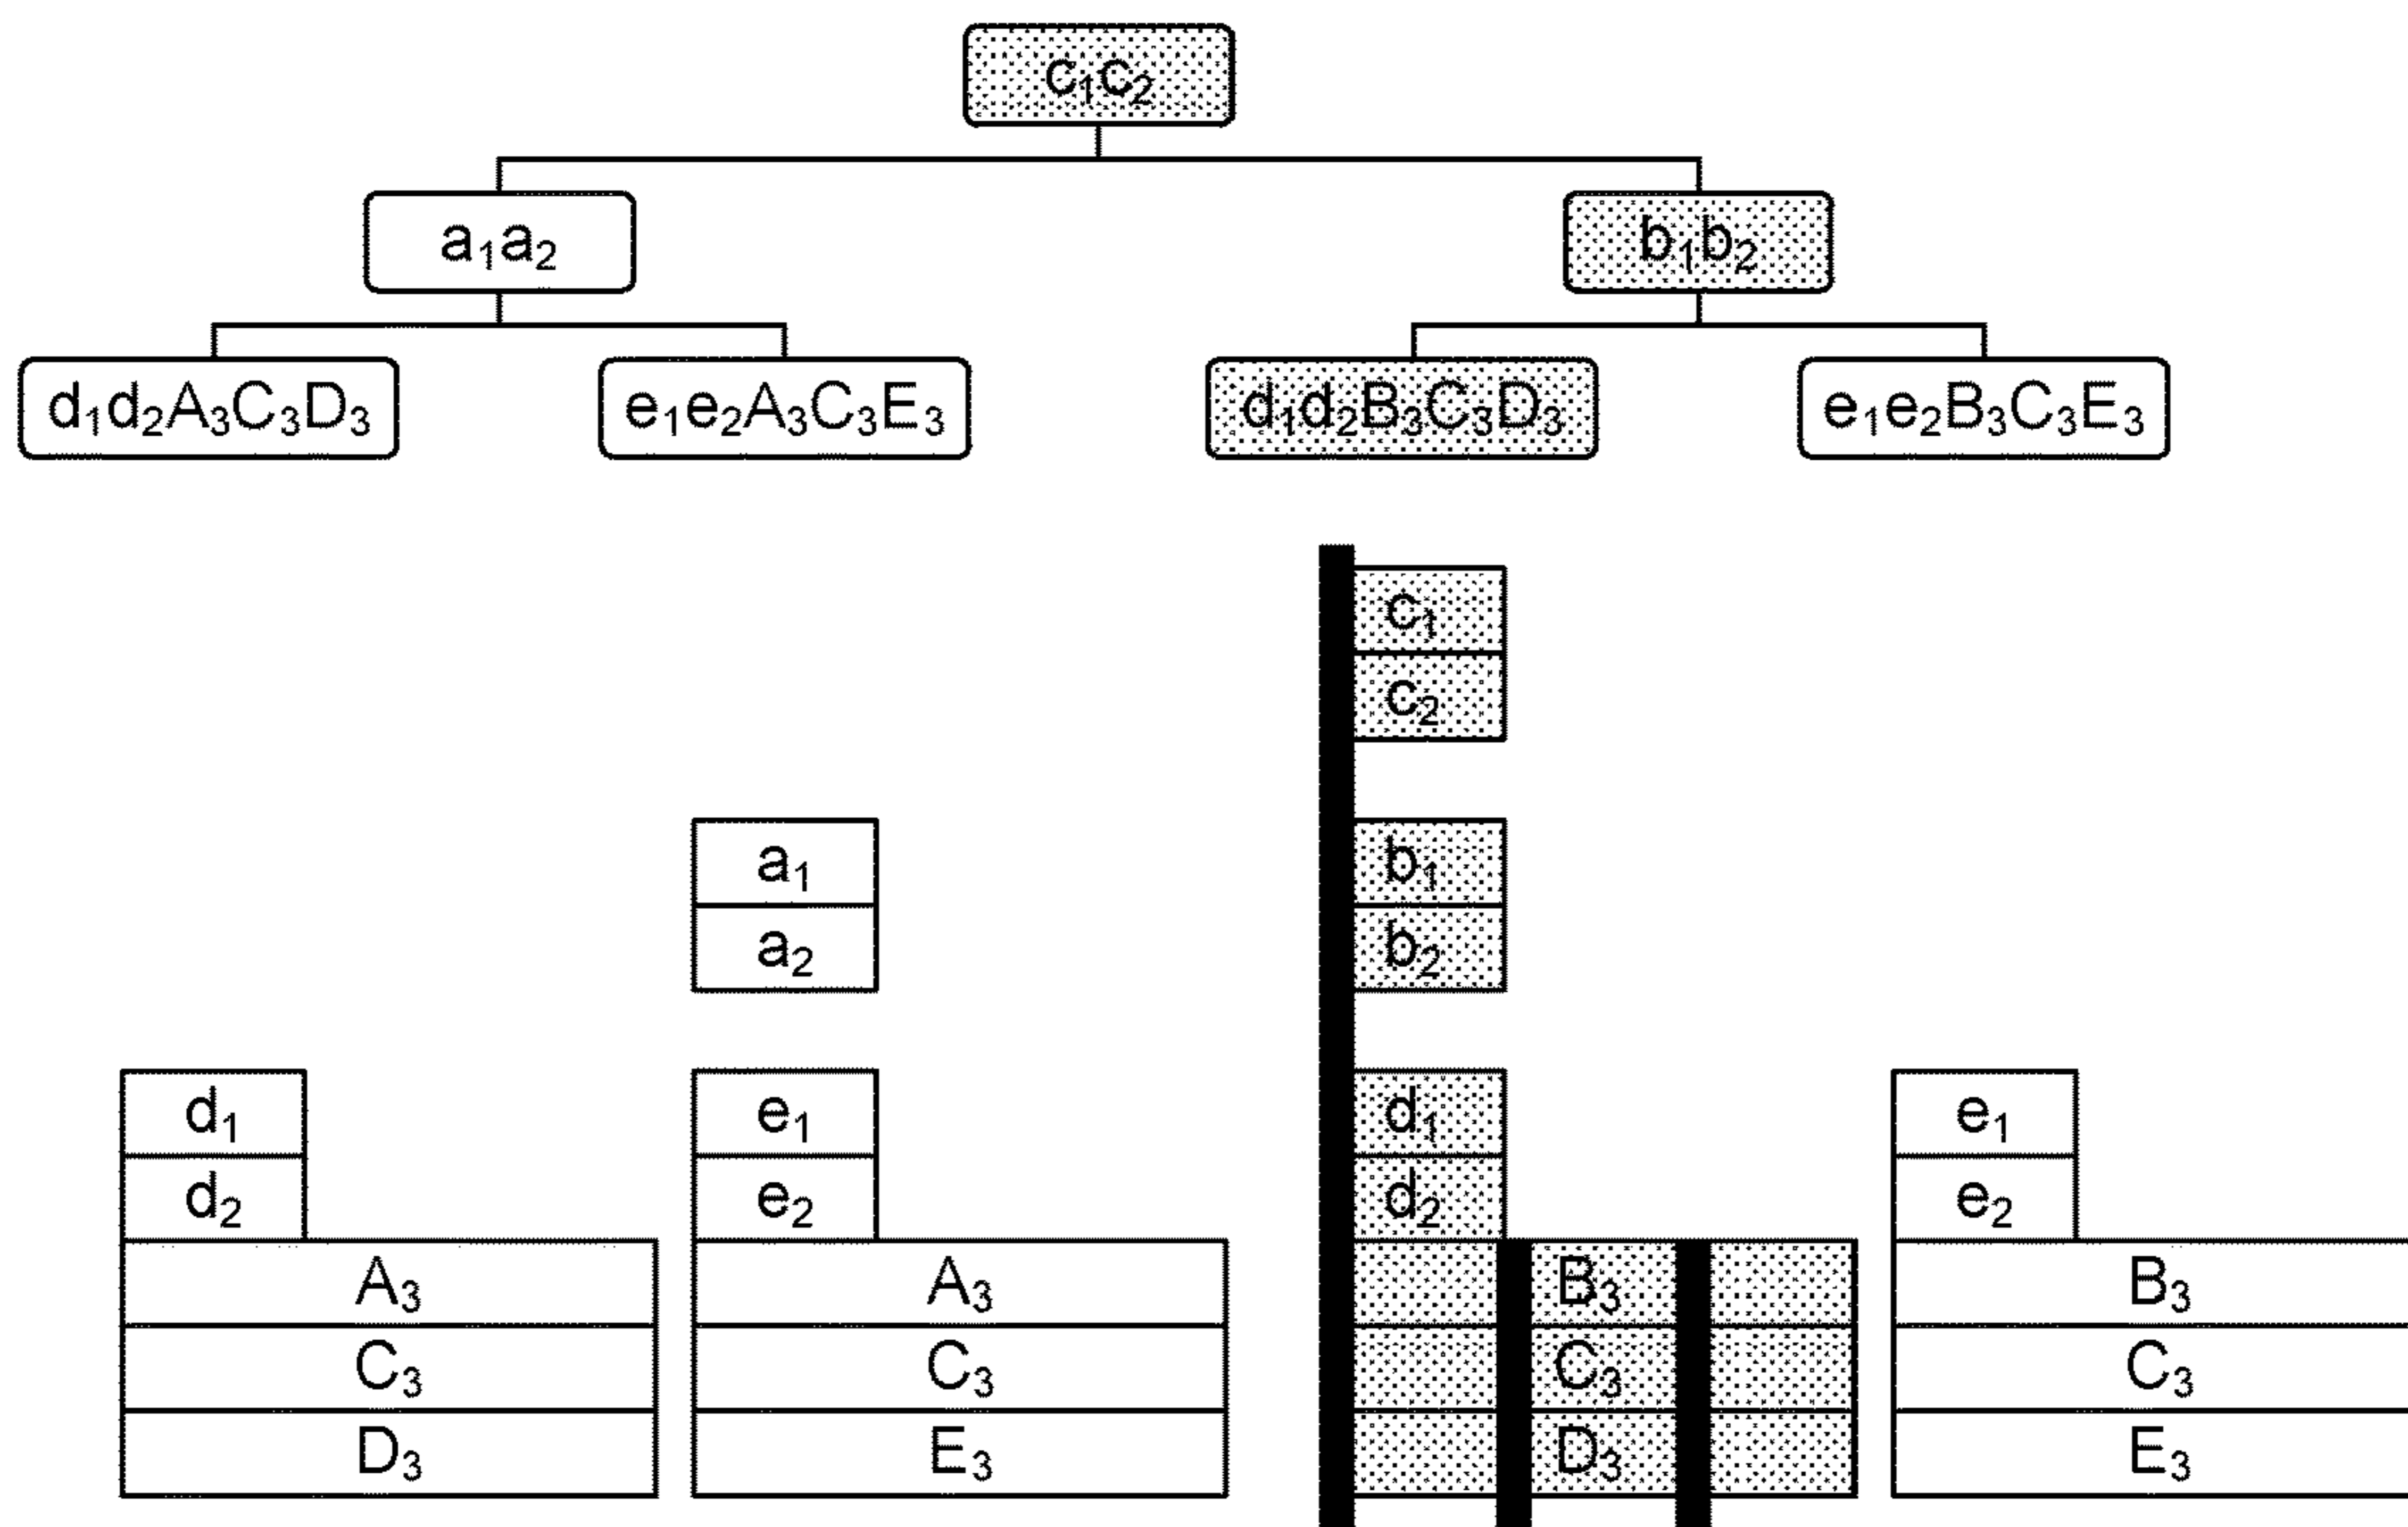 c₁c₂
a₁a₂
b₁b₂
d₁d₂A₃C₃D₃
e₁e₂A₃C₃E₃
d₁d₂B₃C₃D₃
e₁e₂B₃C₃E₃
c₁
c₂
a₁
a₂
b₁
b₂
d₁
d₂
A₃
C₃
D₃
e₁
e₂
A₃
C₃
E₃
d₁
d₂
B₃
C₃
D₃
e₁
e₂
B₃
C₃
E₃